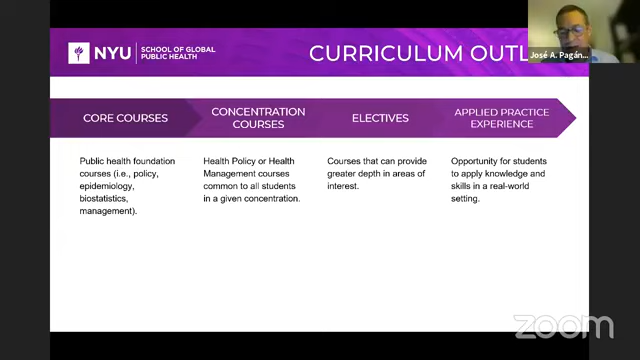 NYU
SCHOOL OF GLOBAL
PUBLIC HEALTH
CURRICULUM
José A. Pagán...
CORE COURSES
CONCENTRATION
COURSES
ELECTIVES
APPLIED PRACTICE
EXPERIENCE
Public health foundation
courses (i.e., policy,
epidemiology,
biostatistics,
management).
Health Policy or Health
Management courses
common to all students
in a given concentration.
Courses that can provide
greater depth in areas of
interest.
Opportunity for students
to apply knowledge and
skills in a real-world
setting.
zoom